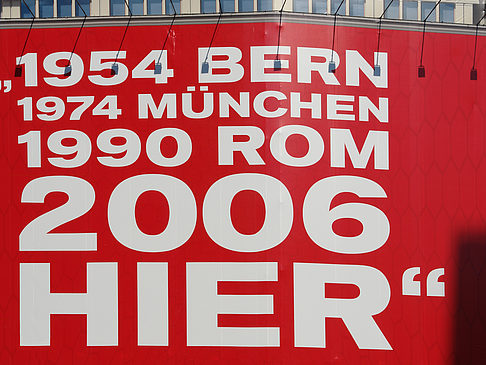 „1954 BERN
1974 MÜNCHEN
1990 ROM
2006
HIER“